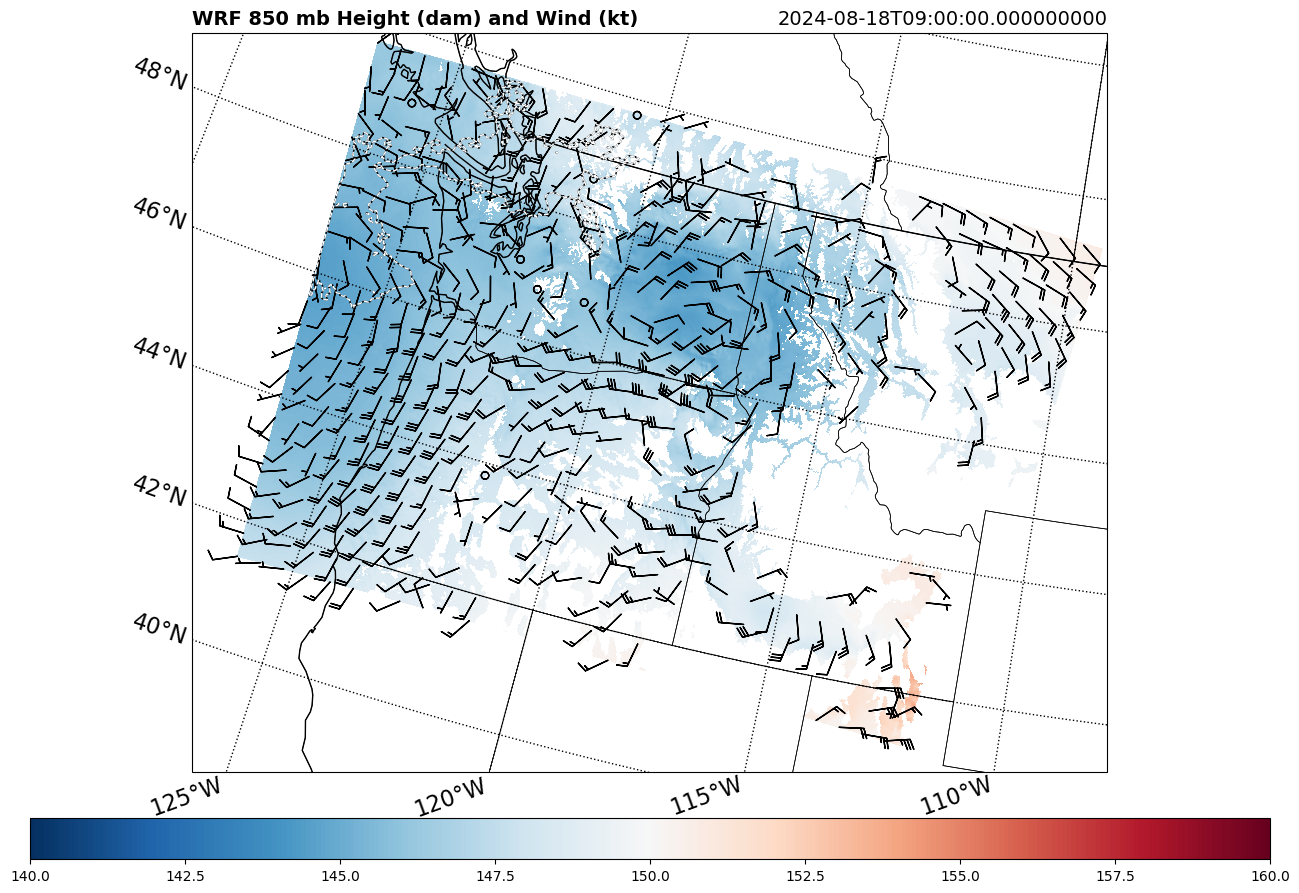 WRF 850 mb Height (dam) and Wind (kt)
2024-08-18T09:00:00.000000000
48°N
46°N
44°N
42°N
40°N
125°W
120°W
115°W
110°W
140.0
142.5
145.0
147.5
150.0
152.5
155.0
157.5
160.0